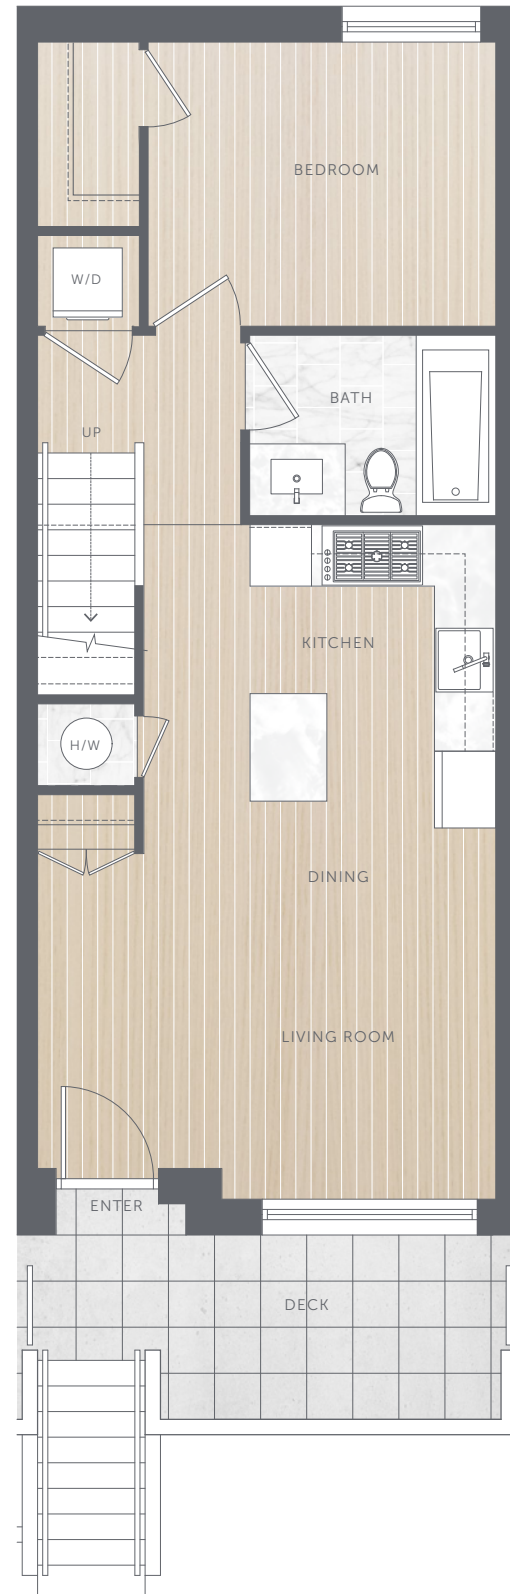 BEDROOM
W/D
BATH
UP
KITCHEN
H/W
DINING
LIVING ROOM
ENTER
DECK